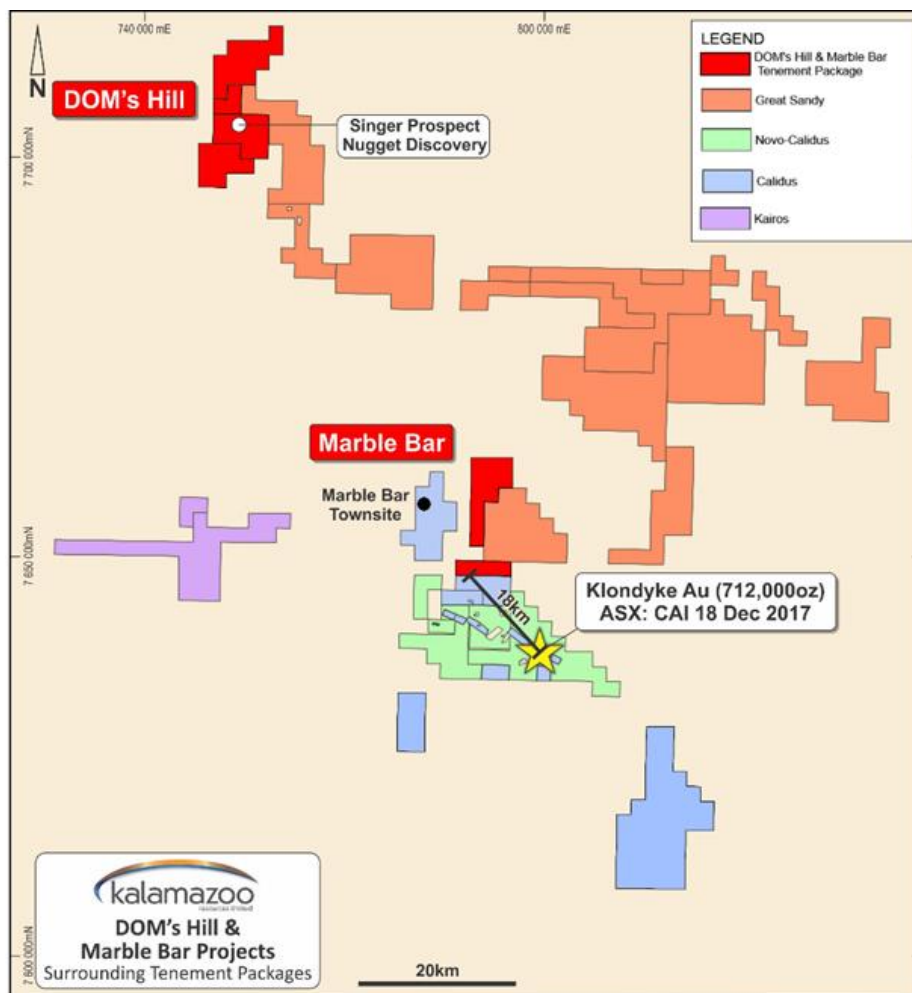 740 000 mE
800 000 mE
N
7 700 000mN
7 650 000mN
7 600 000mN
LEGEND
DOM's Hill & Marble Bar
Tenement Package
Great Sandy
Novo-Calidus
Calidus
Kairos
DOM's Hill
Singer Prospect
Nugget Discovery
Marble Bar
Marble Bar
Townsite
18km
Klondyke Au (712,000oz)
ASX: CAI 18 Dec 2017
kalamazoo
resources limited
DOM's Hill &
Marble Bar Projects
Surrounding Tenement Packages
20km